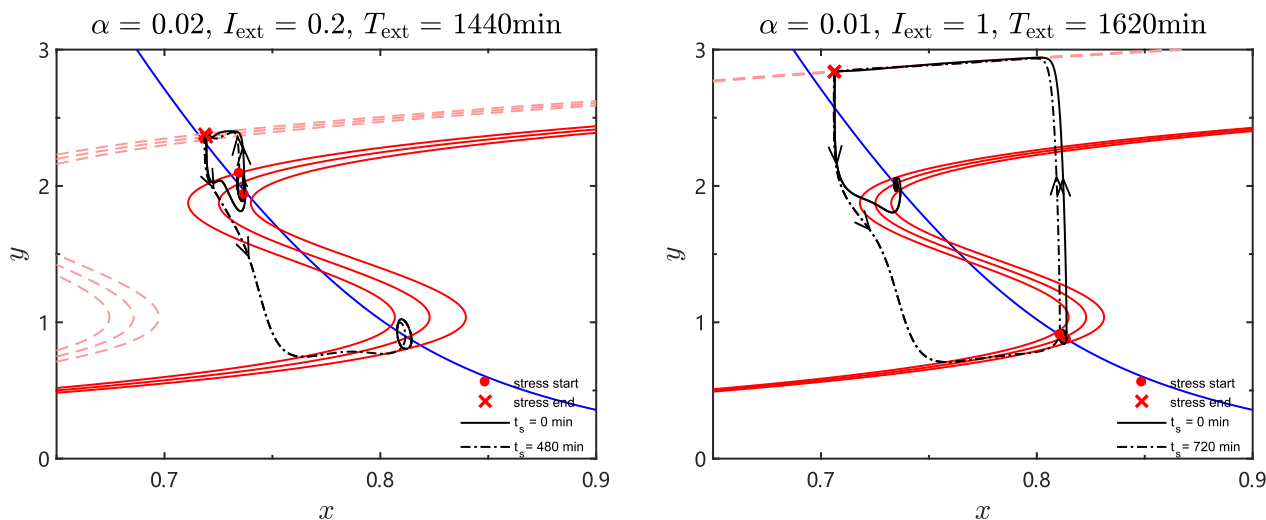 α = 0.02, I_ext = 0.2, T_ext = 1440min
3
2
1
0
y
0.7
0.8
0.9
x
stress start
stress end
t_s = 0 min
t_s = 480 min
α = 0.01, I_ext = 1, T_ext = 1620min
3
2
1
0
y
0.7
0.8
0.9
x
stress start
stress end
t_s = 0 min
t_s = 720 min